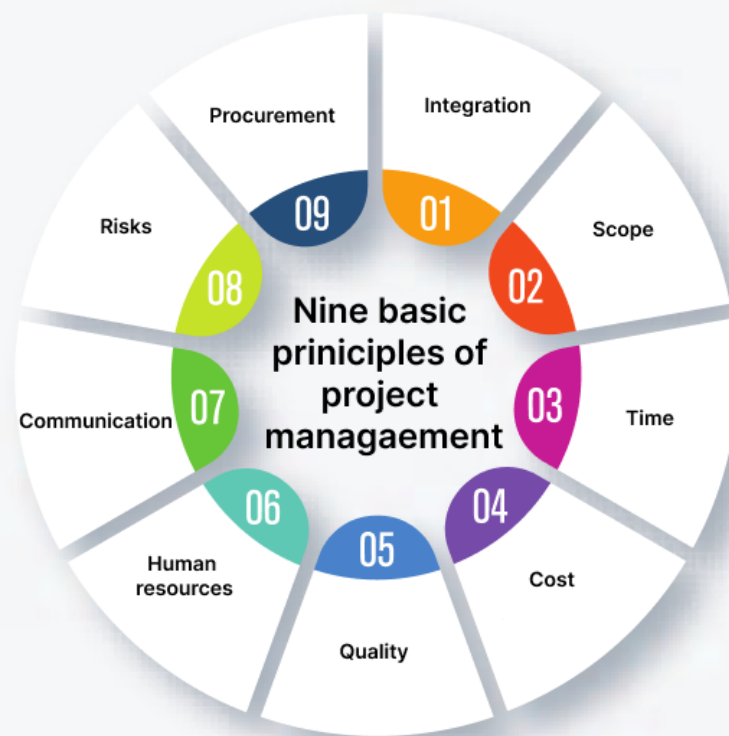 Nine basic
priniciples of
project
managaement
01
Integration
02
Scope
03
Time
04
Cost
05
Quality
06
Human
resources
07
Communication
08
Risks
09
Procurement